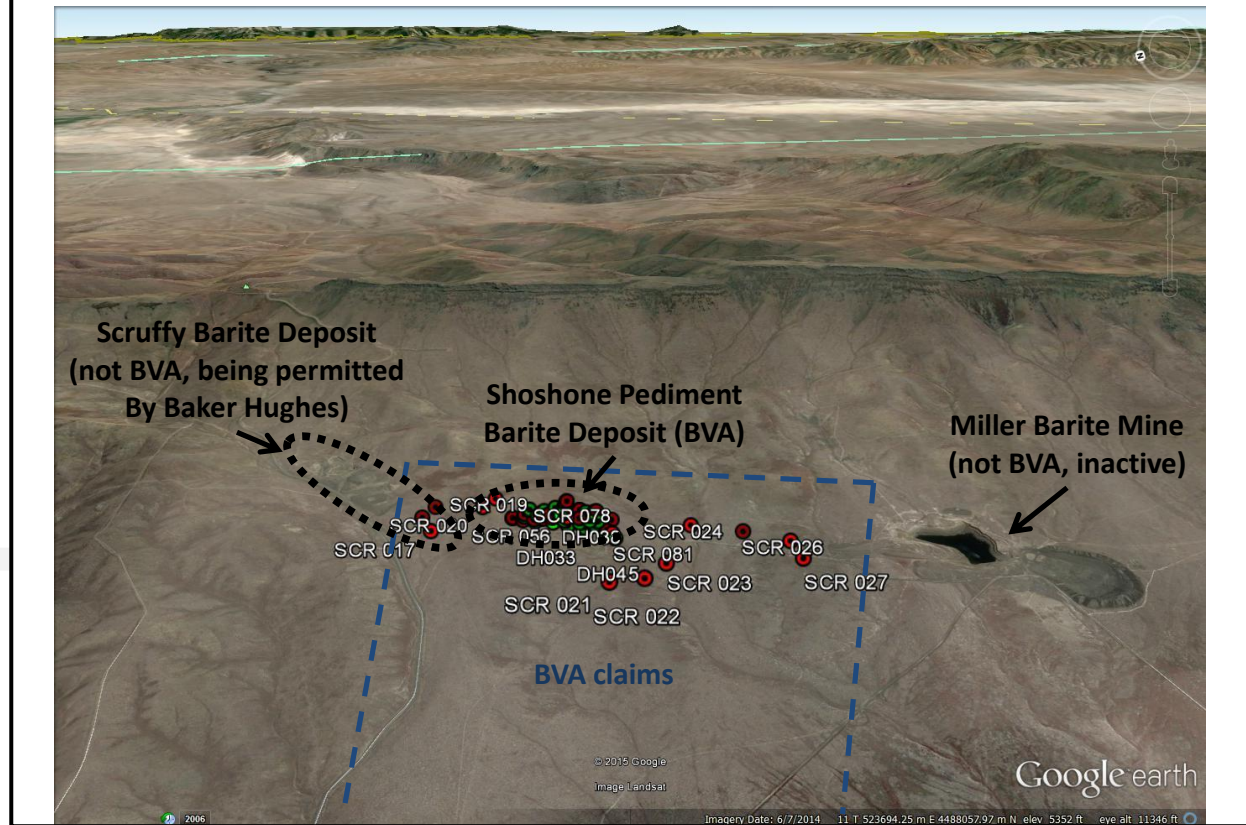 Scruffy Barite Deposit
(not BVA, being permitted
By Baker Hughes)
Shoshone Pediment
Barite Deposit (BVA)
Miller Barite Mine
(not BVA, inactive)
N
SCR 019
SCR 078
SCR 020
SCR 056
DH030
SCR 024
SCR 017
DH033
SCR 081
SCR 026
DH045
SCR 023
SCR 027
SCR 021
SCR 022
BVA claims
© 2015 Google
Image Landsat
Google earth
2006
Imagery Date: 6/7/2014 11 T 523694.25 m E 4488057.97 m N elev 5352 ft eye alt 11346 ft